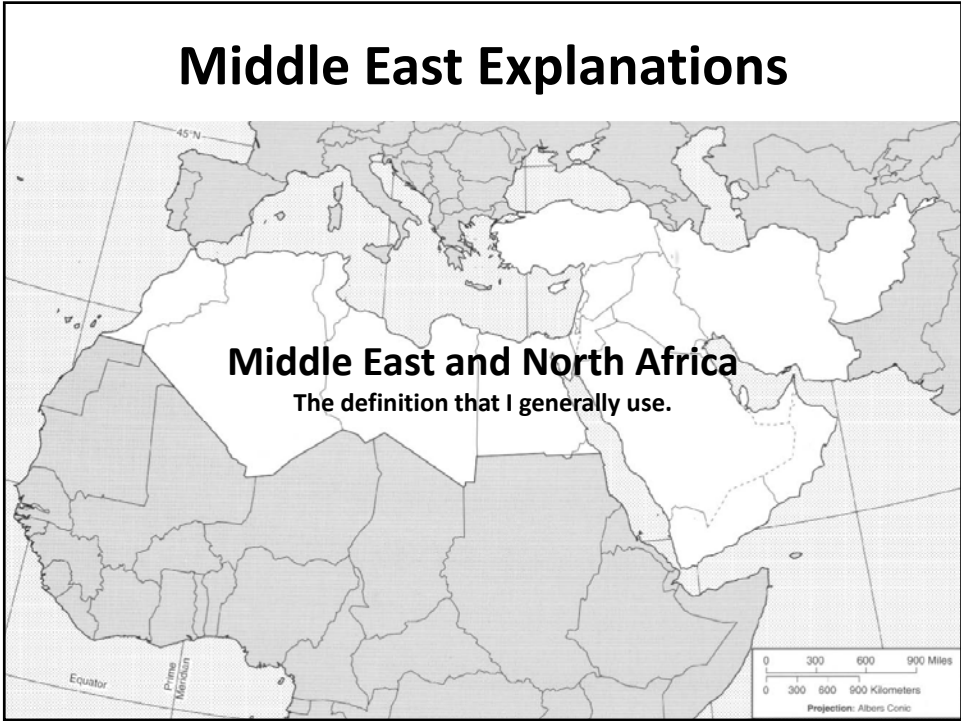 Middle East Explanations
45°N
Middle East and North Africa
The definition that I generally use.
0 300 600 900 Miles
0 300 600 900 Kilometers
Projection: Albers Conic
Equator
Prime
Meridian